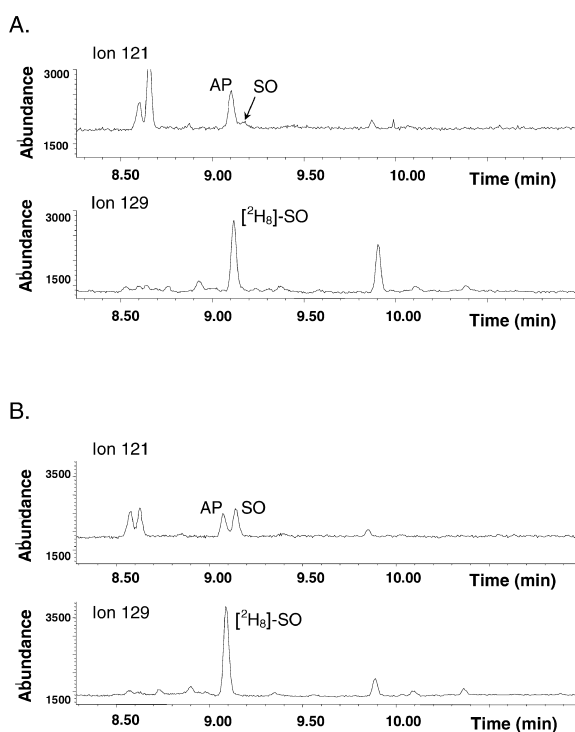 A.
Ion 121
3000
AP SO
Abundance
1500
8.50 9.00 9.50 10.00 Time (min)
Ion 129
3000
[²H₈]-SO
Abundance
1500
8.50 9.00 9.50 10.00
Time (min)
B.
Ion 121
3500
AP SO
Abundance
1500
8.50 9.00 9.50 10.00 Time (min)
Ion 129
3500
[²H₈]-SO
Abundance
1500
8.50 9.00 9.50 10.00 Time (min)